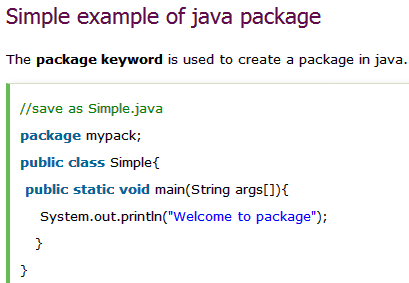 Simple example of java package
The package keyword is used to create a package in java.
//save as Simple.java
package mypack;
public class Simple{
public static void main(String args[]){
System.out.println("Welcome to package");
}
}